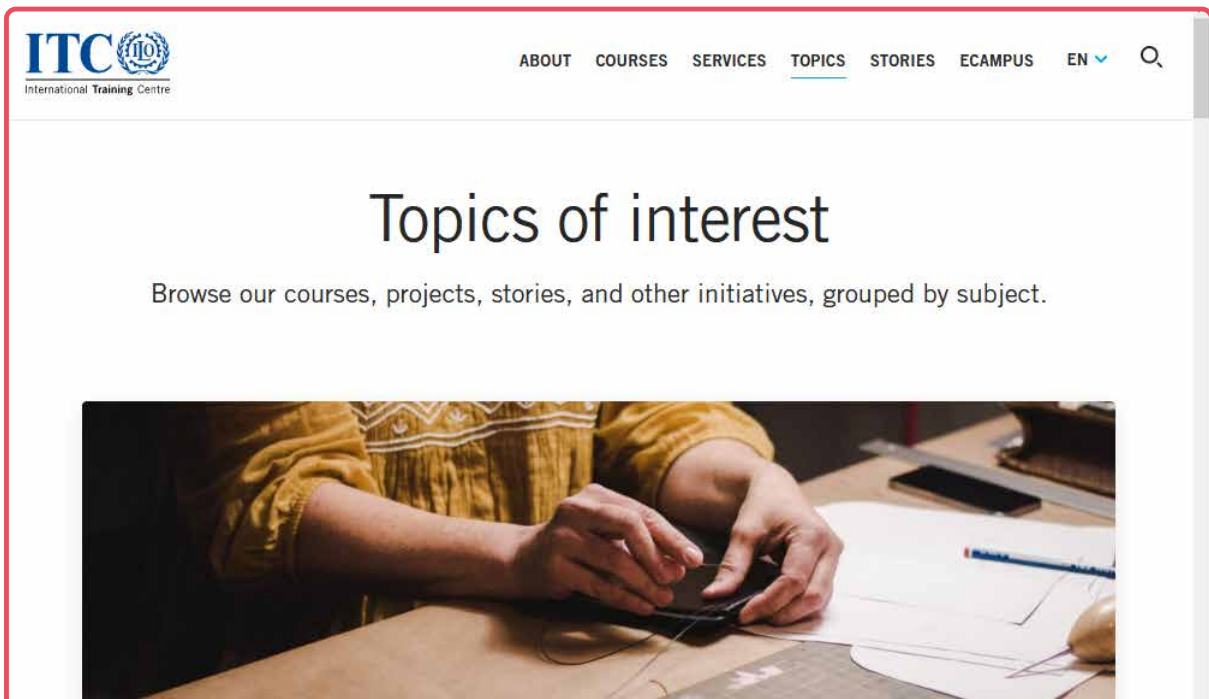 ITC ILO
International Training Centre
ABOUT COURSES SERVICES TOPICS STORIES ECAMPUS EN
Topics of interest
Browse our courses, projects, stories, and other initiatives, grouped by subject.